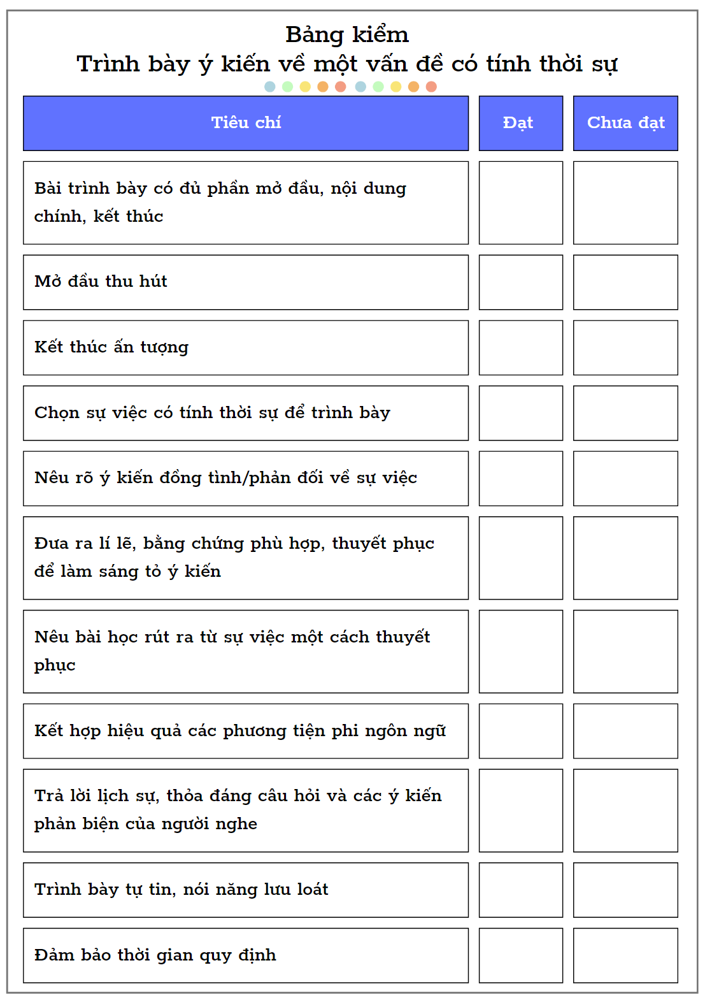 Bảng kiểm
Trình bày ý kiến về một vấn đề có tính thời sự
Tiêu chí
Đạt
Chưa đạt
Bài trình bày có đủ phần mở đầu, nội dung
chính, kết thúc
Mở đầu thu hút
Kết thúc ấn tượng
Chọn sự việc có tính thời sự để trình bày
Nêu rõ ý kiến đồng tình/phản đối về sự việc
Đưa ra lí lẽ, bằng chứng phù hợp, thuyết phục
để làm sáng tỏ ý kiến
Nêu bài học rút ra từ sự việc một cách thuyết
phục
Kết hợp hiệu quả các phương tiện phi ngôn ngữ
Trả lời lịch sự, thỏa đáng câu hỏi và các ý kiến
phản biện của người nghe
Trình bày tự tin, nói năng lưu loát
Đảm bảo thời gian quy định